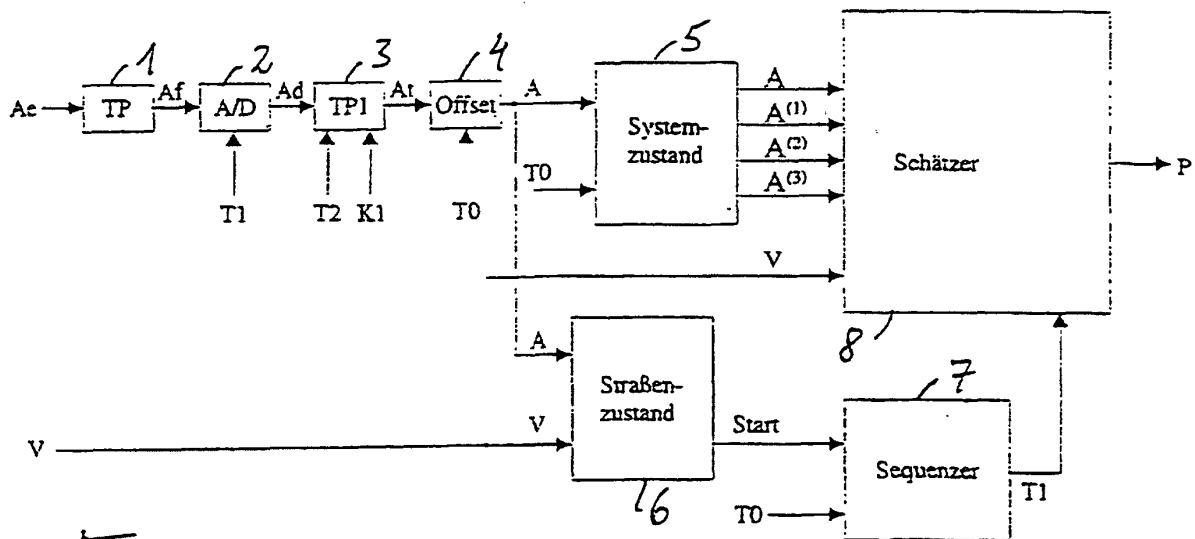 1 2 3 4 5
Ae TP Af A/D Ad TP1 At Offset A
T1 T2 K1 T0
T0
System-
zustand
A
A(1)
A(2)
A(3)
V
Schätzer
P
8
A
V
V
Straßen-
zustand
6
Start
7
T0
Sequenzer
T1